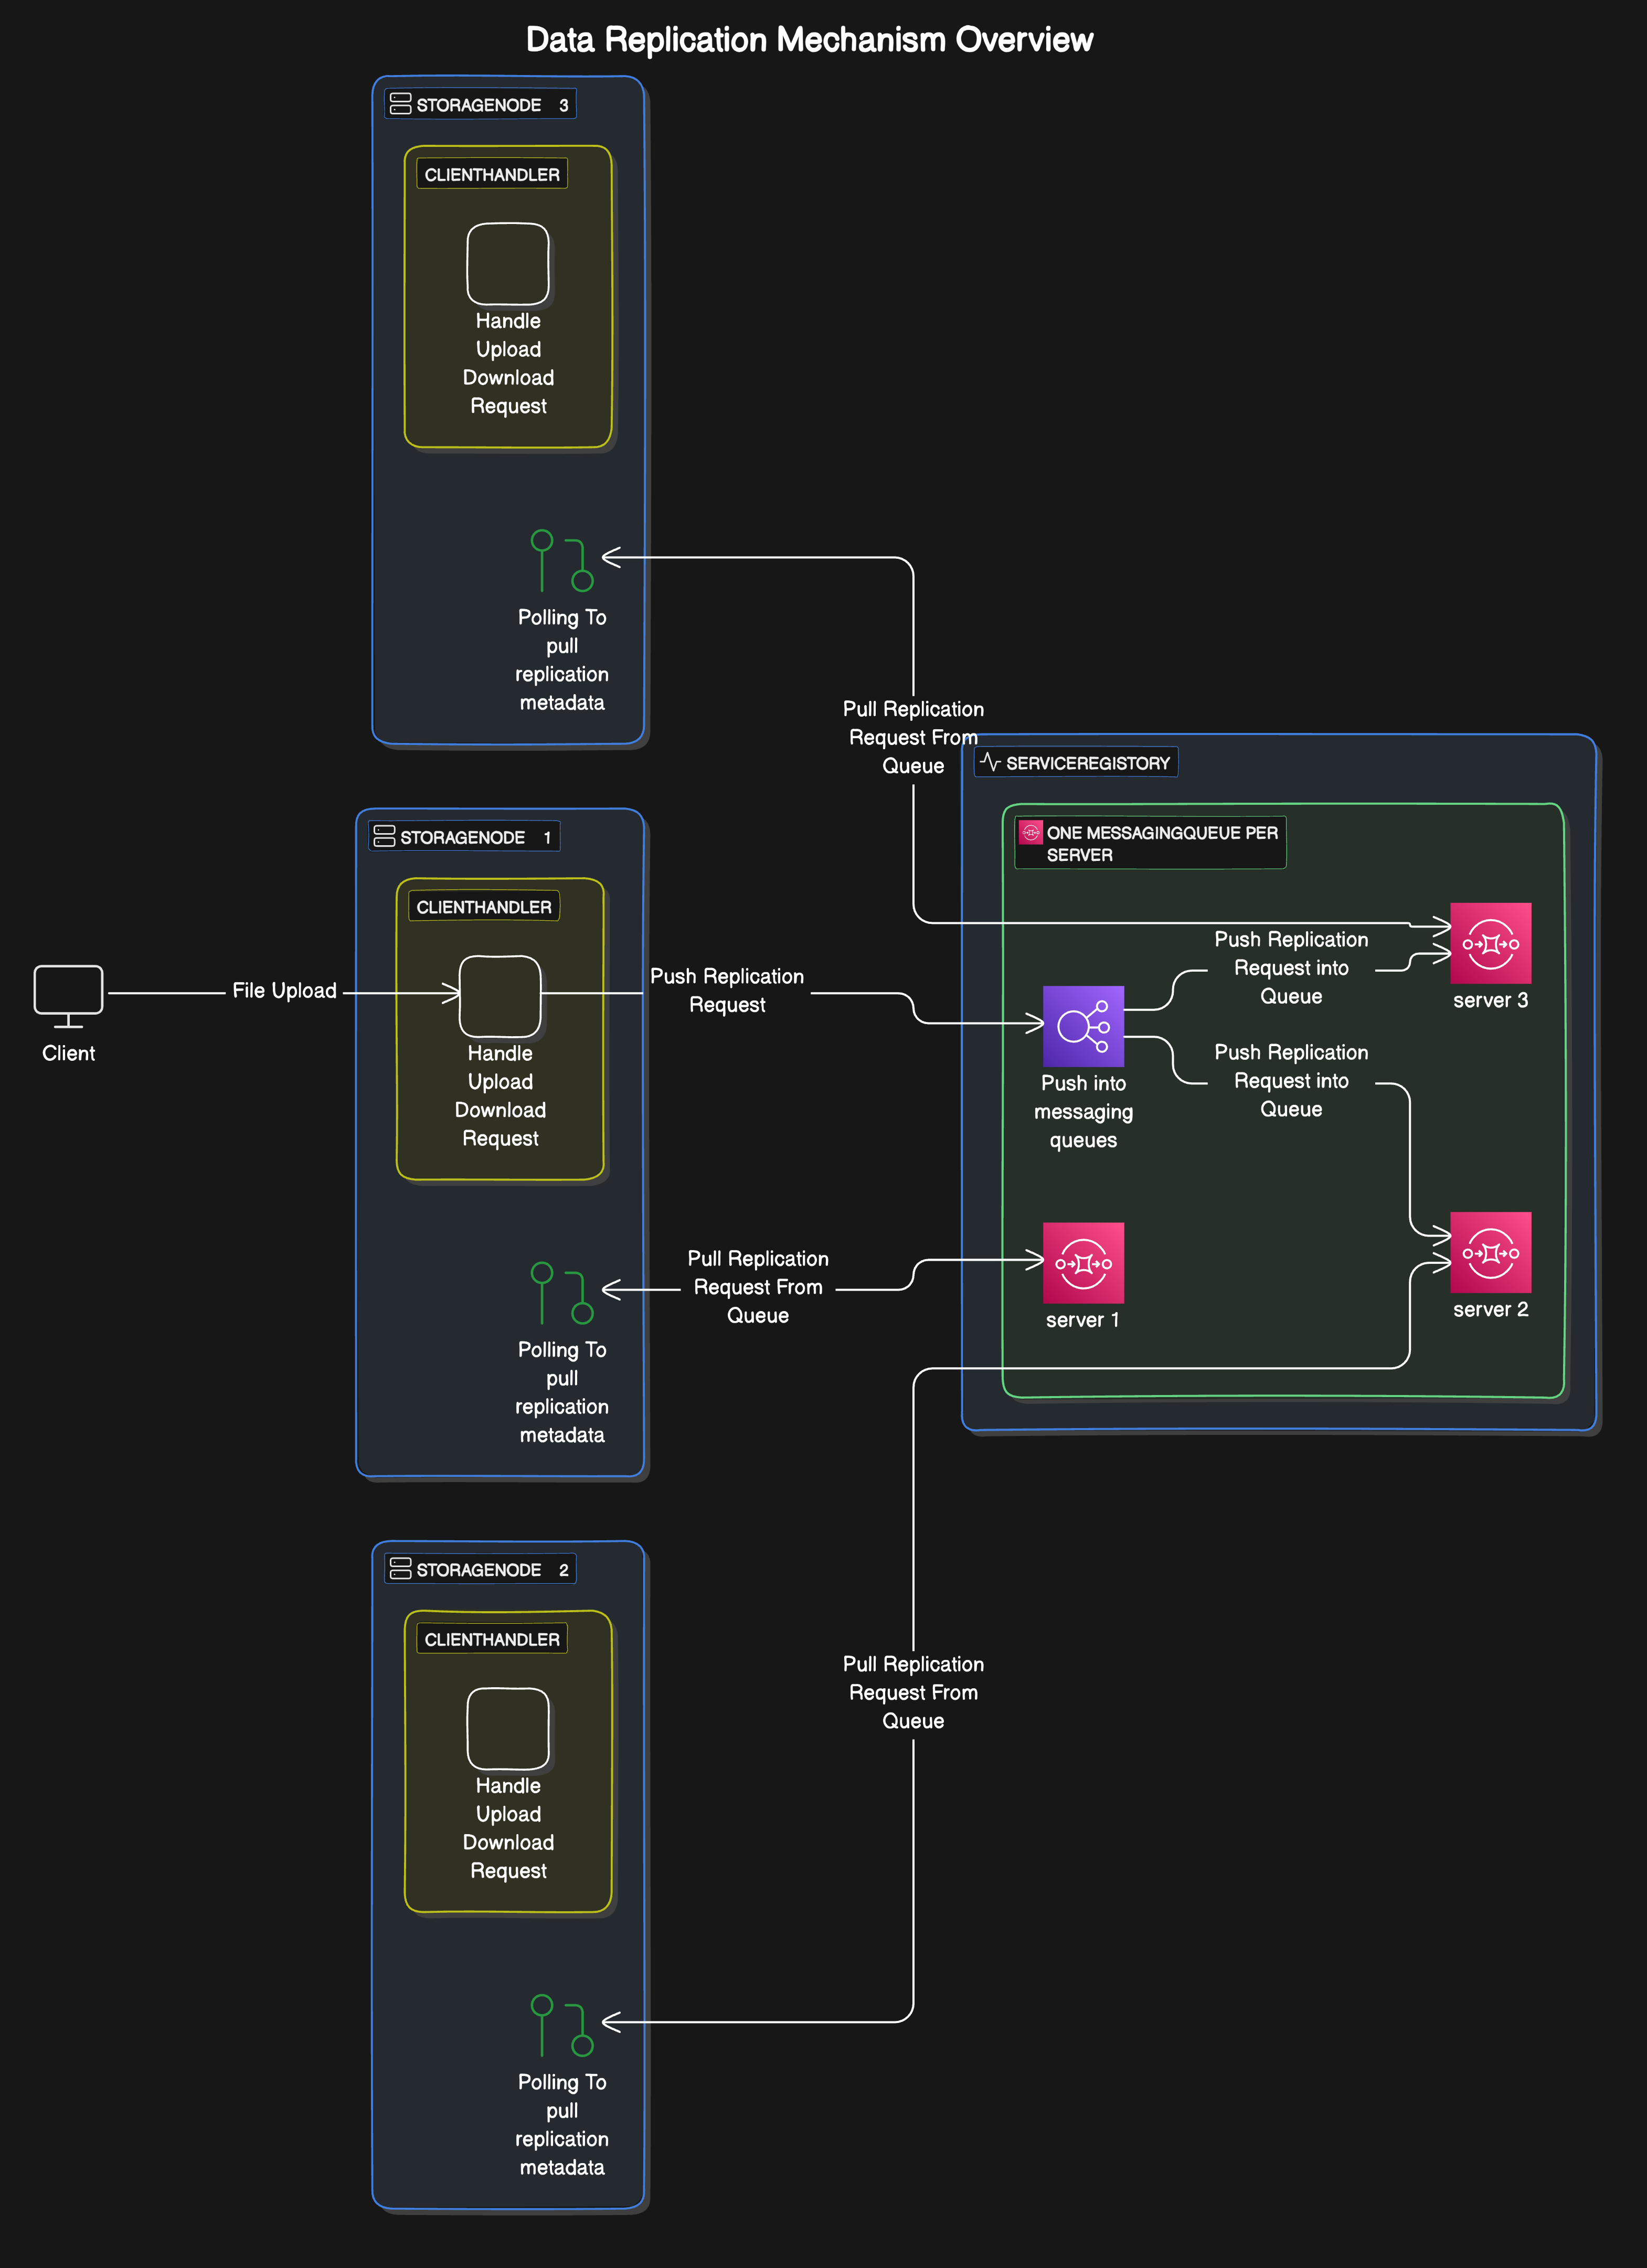 Data Replication Mechanism Overview
STORAGENODE 3
CLIENTHANDLER
Handle
Upload
Download
Request
Polling To
pull
replication
metadata
Pull Replication
Request From
Queue
STORAGENODE 1
CLIENTHANDLER
Client
File Upload
Handle
Upload
Download
Request
Push Replication
Request
Polling To
pull
replication
metadata
Pull Replication
Request From
Queue
SERVICEREGISTORY
ONE MESSAGINGQUEUE PER
SERVER
Push into
messaging
queues
Push Replication
Request into
Queue
server 3
Push Replication
Request into
Queue
server 1
server 2
STORAGENODE 2
CLIENTHANDLER
Handle
Upload
Download
Request
Pull Replication
Request From
Queue
Polling To
pull
replication
metadata